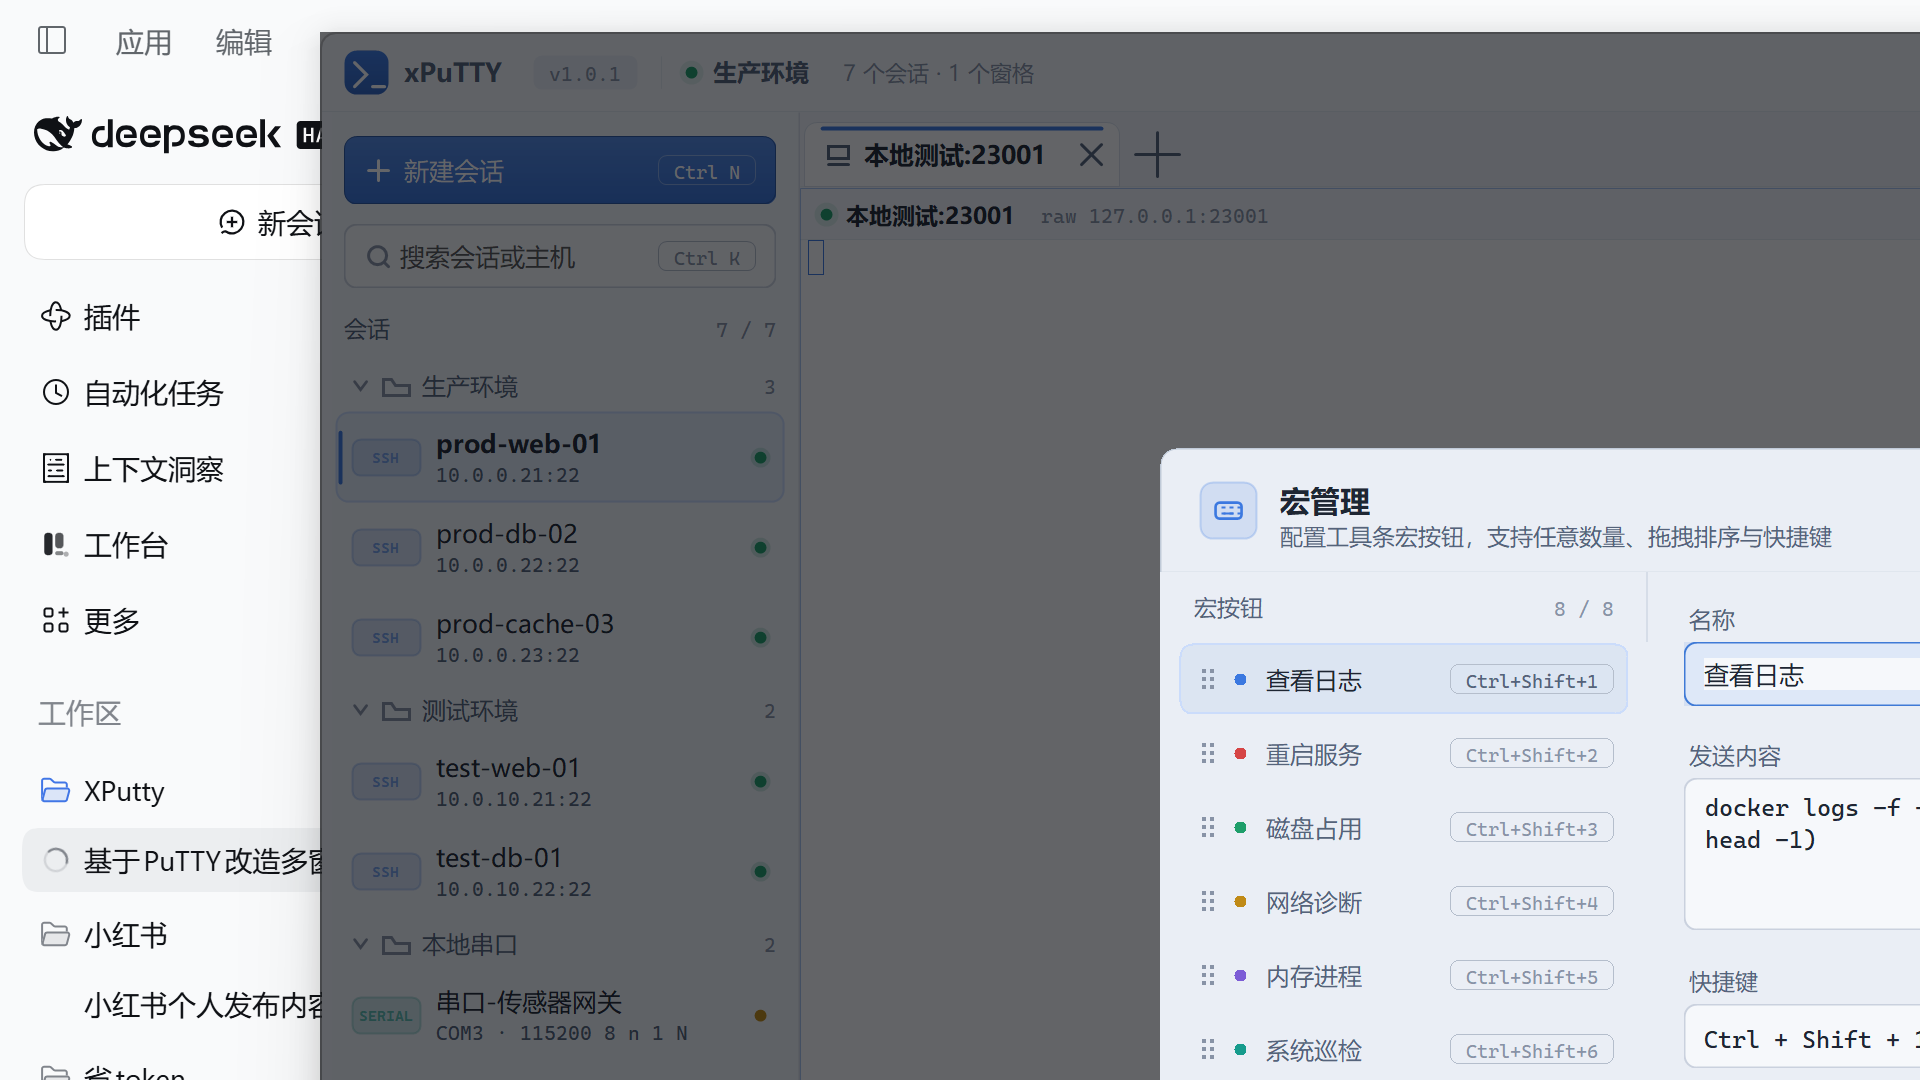 应用 编辑
deepseek
新会
插件
自动化任务
上下文洞察
工作台
更多
工作区
XPutty
基于PuTTY改造多
小红书
小红书个人发布内
省token
xPuTTY v1.0.1 生产环境 7 个会话 · 1 个窗格
新建会话 Ctrl N
搜索会话或主机 Ctrl K
会话 7 / 7
生产环境 3
SSH prod-web-01
10.0.0.21:22
SSH prod-db-02
10.0.0.22:22
SSH prod-cache-03
10.0.0.23:22
测试环境 2
SSH test-web-01
10.0.10.21:22
SSH test-db-01
10.0.10.22:22
本地串口 2
SERIAL 串口-传感器网关
COM3 · 115200 8 n 1 N
本地测试:23001
本地测试:23001 raw 127.0.0.1:23001
宏管理
配置工具条宏按钮，支持任意数量、拖拽排序与快捷键
宏按钮 8 / 8
查看日志 Ctrl+Shift+1
重启服务 Ctrl+Shift+2
磁盘占用 Ctrl+Shift+3
网络诊断 Ctrl+Shift+4
内存进程 Ctrl+Shift+5
系统巡检 Ctrl+Shift+6
名称
查看日志
发送内容
docker logs -f -
head -1)
快捷键
Ctrl + Shift + 1